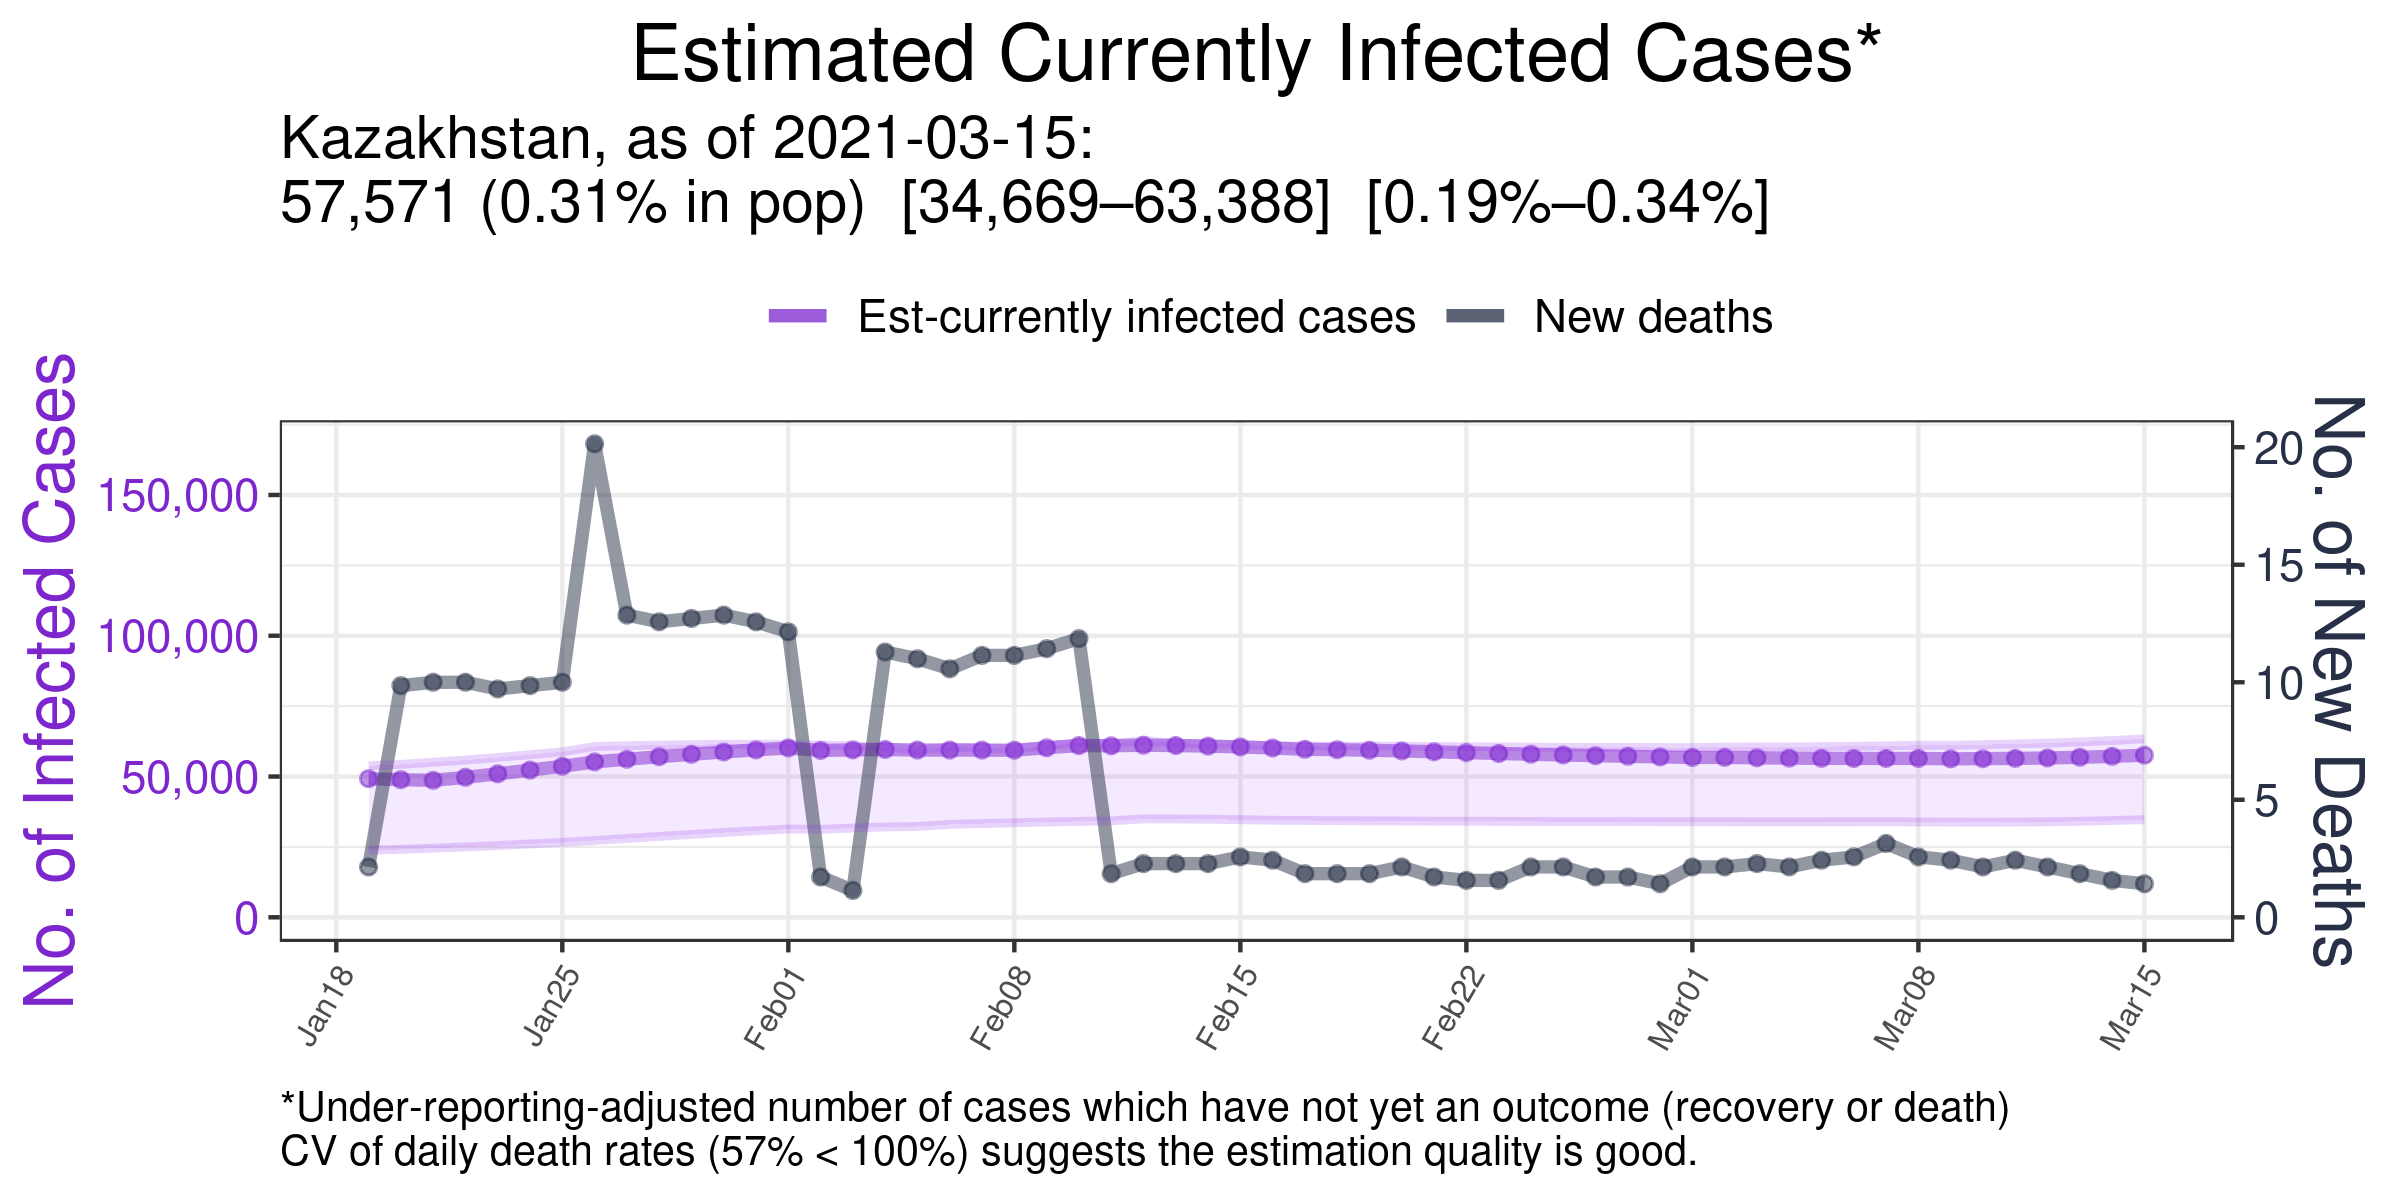 Estimated Currently Infected Cases*
Kazakhstan, as of 2021-03-15:
57,571 (0.31% in pop)  [34,669–63,388]  [0.19%–0.34%]
Est-currently infected cases
New deaths
No. of Infected Cases
150,000
100,000
50,000
0
No. of New Deaths
20
15
10
5
0
Jan18
Jan25
Feb01
Feb08
Feb15
Feb22
Mar01
Mar08
Mar15
*Under-reporting-adjusted number of cases which have not yet an outcome (recovery or death)
CV of daily death rates (57% < 100%) suggests the estimation quality is good.